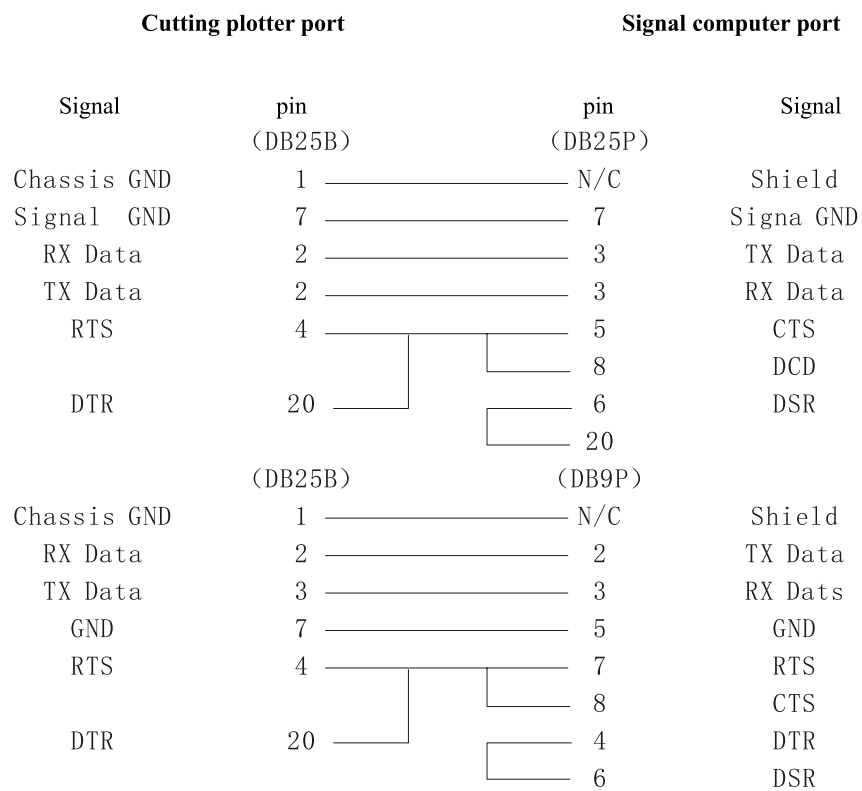 Cutting plotter port Signal computer port
Signal pin pin Signal
(DB25B) (DB25P)
Chassis GND 1 N/C Shield
Signal GND 7 7 Signa GND
RX Data 2 3 TX Data
TX Data 2 3 RX Data
RTS 4 5 CTS
8 DCD
DTR 20 6 DSR
20
(DB25B) (DB9P)
Chassis GND 1 N/C Shield
RX Data 2 2 TX Data
TX Data 3 3 RX Dats
GND 7 5 GND
RTS 4 7 RTS
8 CTS
DTR 20 4 DTR
6 DSR